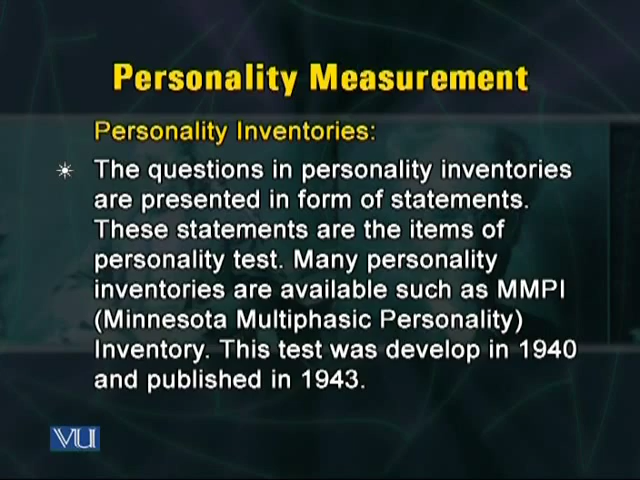 Personality Measurement
Personality Inventories:
The questions in personality inventories
are presented in form of statements.
These statements are the items of
personality test. Many personality
inventories are available such as MMPI
(Minnesota Multiphasic Personality)
Inventory. This test was develop in 1940
and published in 1943.
VU